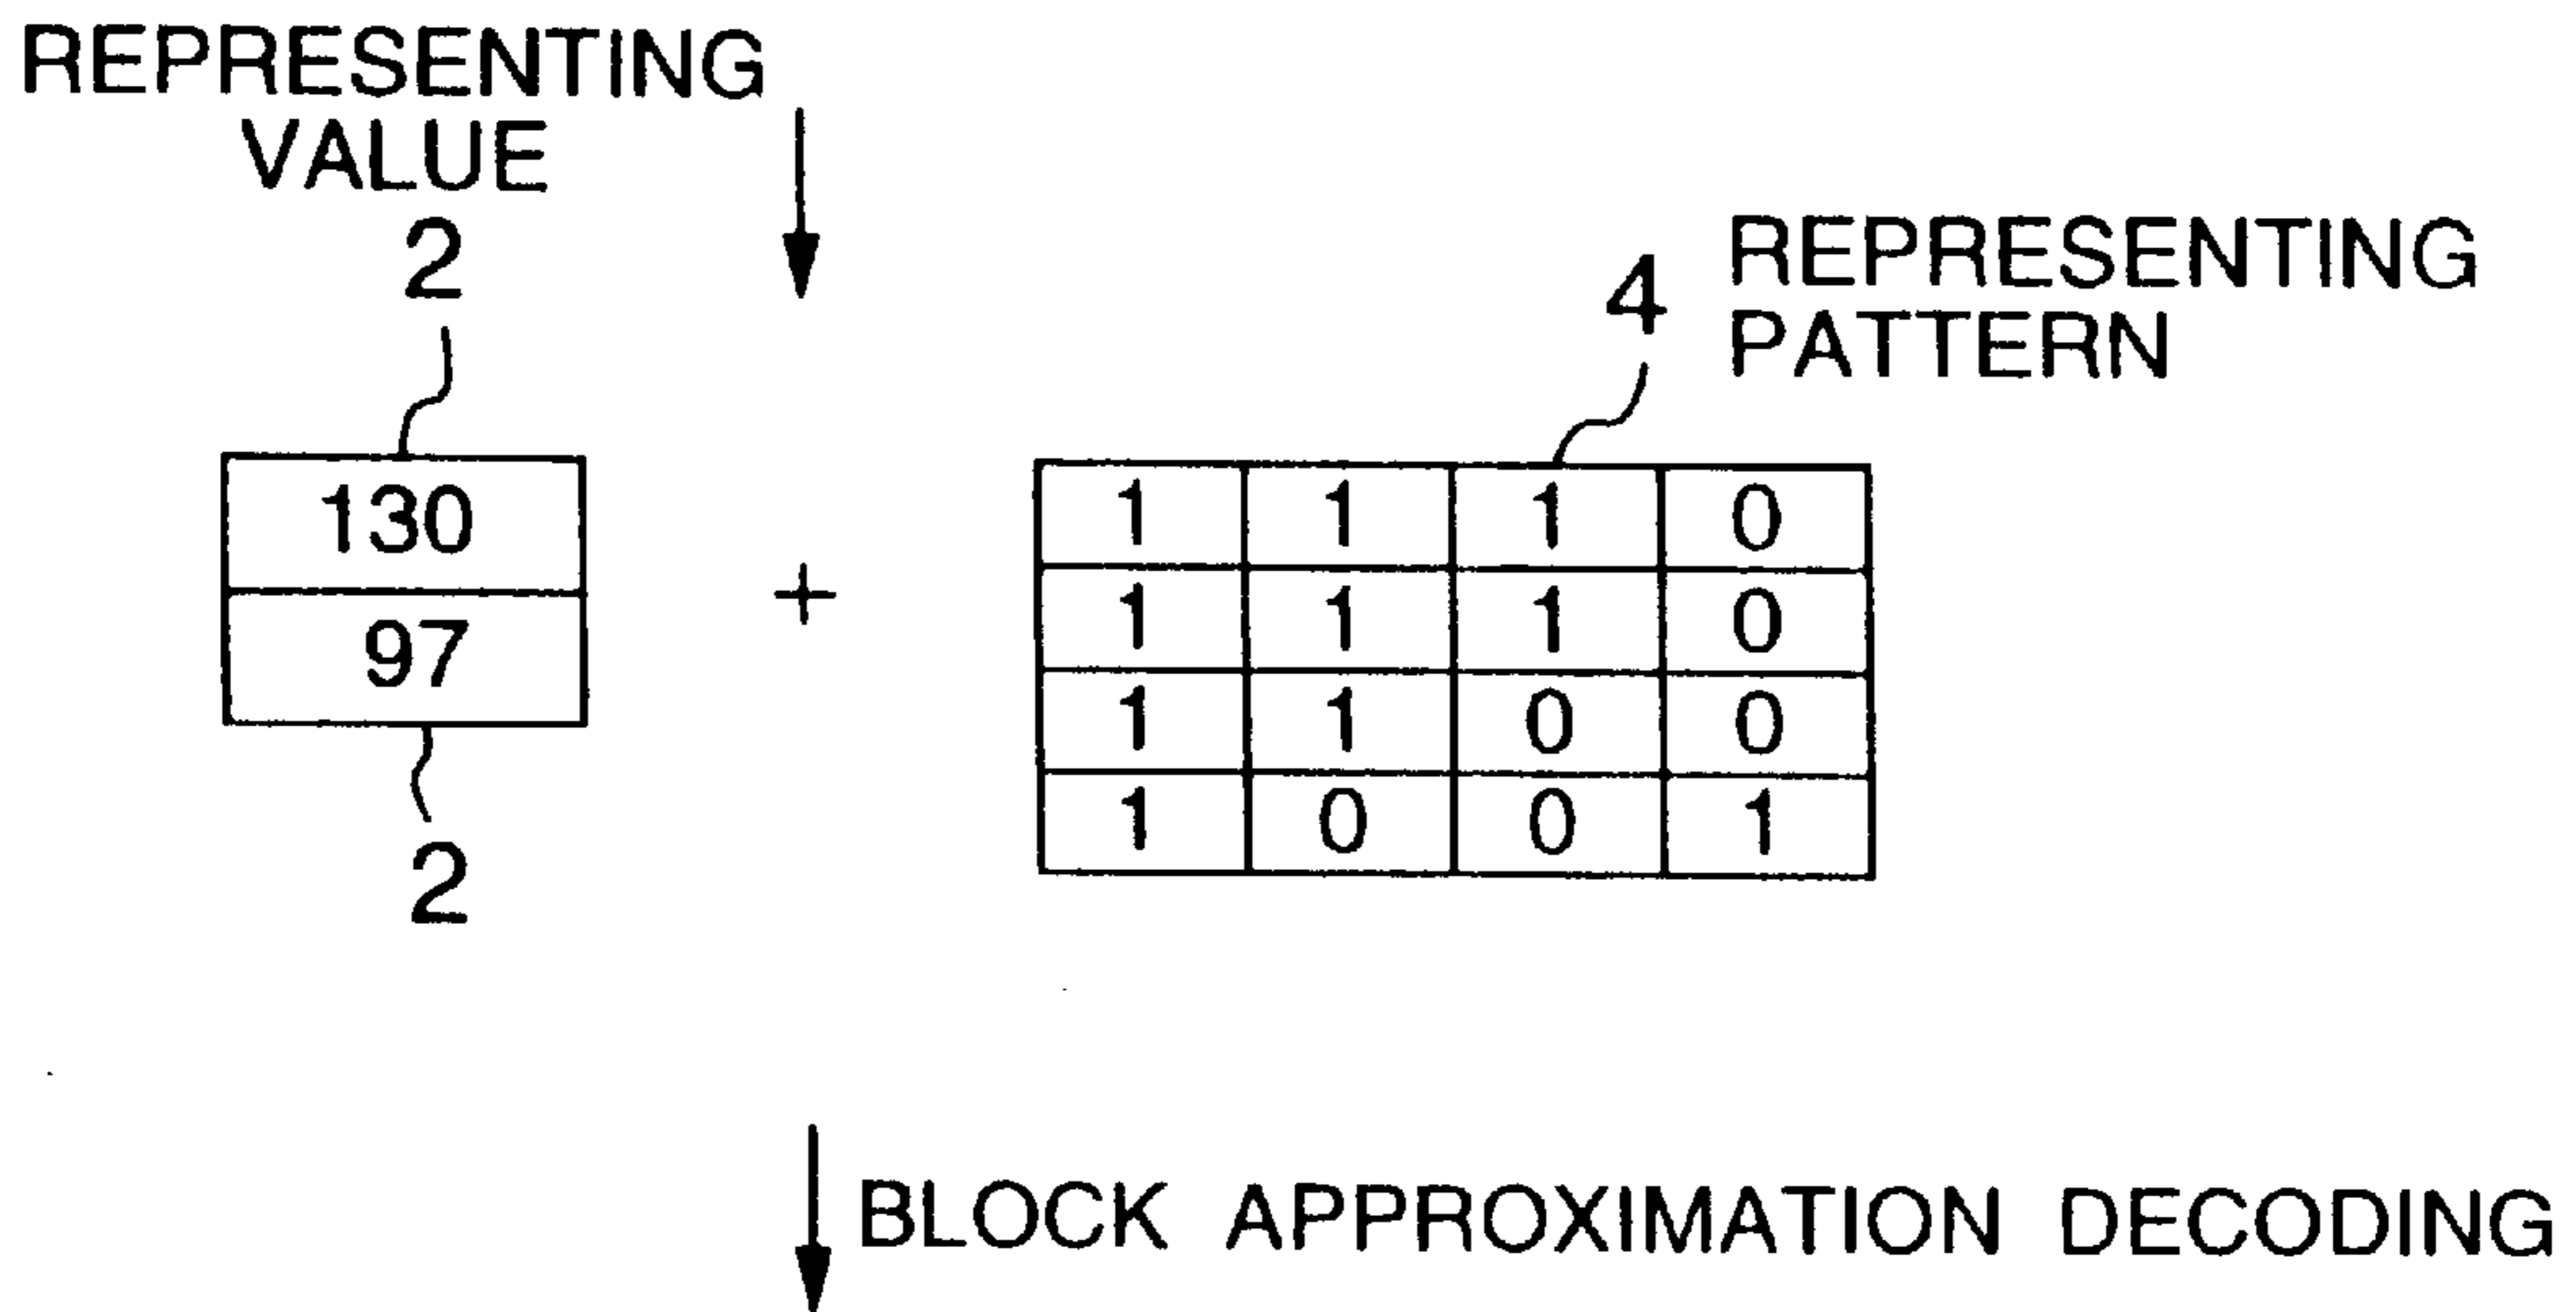 REPRESENTING
VALUE
2
4 REPRESENTING
PATTERN
130
97
2
+
1 1 1 0
1 1 1 0
1 1 0 0
1 0 0 1
BLOCK APPROXIMATION DECODING